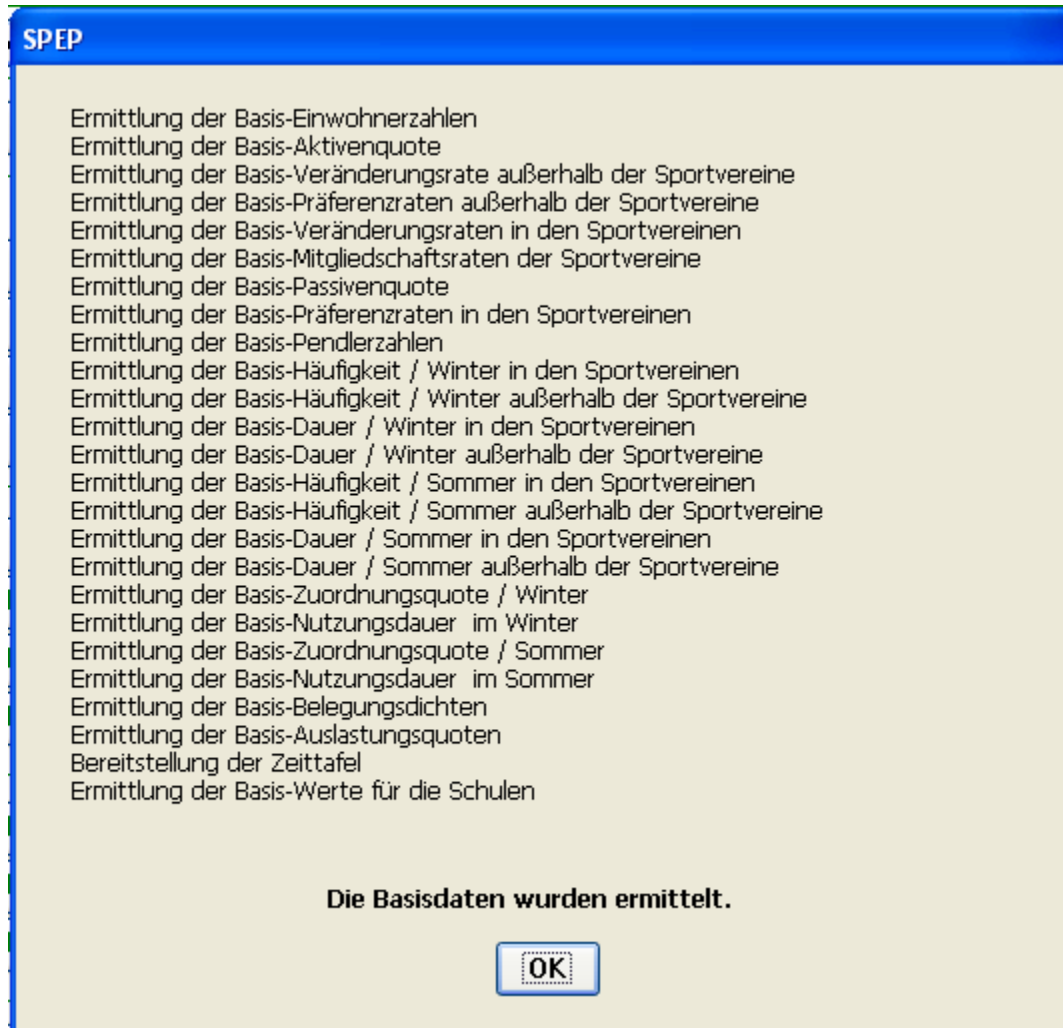 SPEP
Ermittlung der Basis-Einwohnerzahlen
Ermittlung der Basis-Aktivenquote
Ermittlung der Basis-Veränderungsrate außerhalb der Sportvereine
Ermittlung der Basis-Präferenzraten außerhalb der Sportvereine
Ermittlung der Basis-Veränderungsraten in den Sportvereinen
Ermittlung der Basis-Mitgliedschaftsraten der Sportvereine
Ermittlung der Basis-Passivenquote
Ermittlung der Basis-Präferenzraten in den Sportvereinen
Ermittlung der Basis-Pendlerzahlen
Ermittlung der Basis-Häufigkeit / Winter in den Sportvereinen
Ermittlung der Basis-Häufigkeit / Winter außerhalb der Sportvereine
Ermittlung der Basis-Dauer / Winter in den Sportvereinen
Ermittlung der Basis-Dauer / Winter außerhalb der Sportvereine
Ermittlung der Basis-Häufigkeit / Sommer in den Sportvereinen
Ermittlung der Basis-Häufigkeit / Sommer außerhalb der Sportvereine
Ermittlung der Basis-Dauer / Sommer in den Sportvereinen
Ermittlung der Basis-Dauer / Sommer außerhalb der Sportvereine
Ermittlung der Basis-Zuordnungsquote / Winter
Ermittlung der Basis-Nutzungsdauer  im Winter
Ermittlung der Basis-Zuordnungsquote / Sommer
Ermittlung der Basis-Nutzungsdauer  im Sommer
Ermittlung der Basis-Belegungsdichten
Ermittlung der Basis-Auslastungsquoten
Bereitstellung der Zeittafel
Ermittlung der Basis-Werte für die Schulen
Die Basisdaten wurden ermittelt.
OK